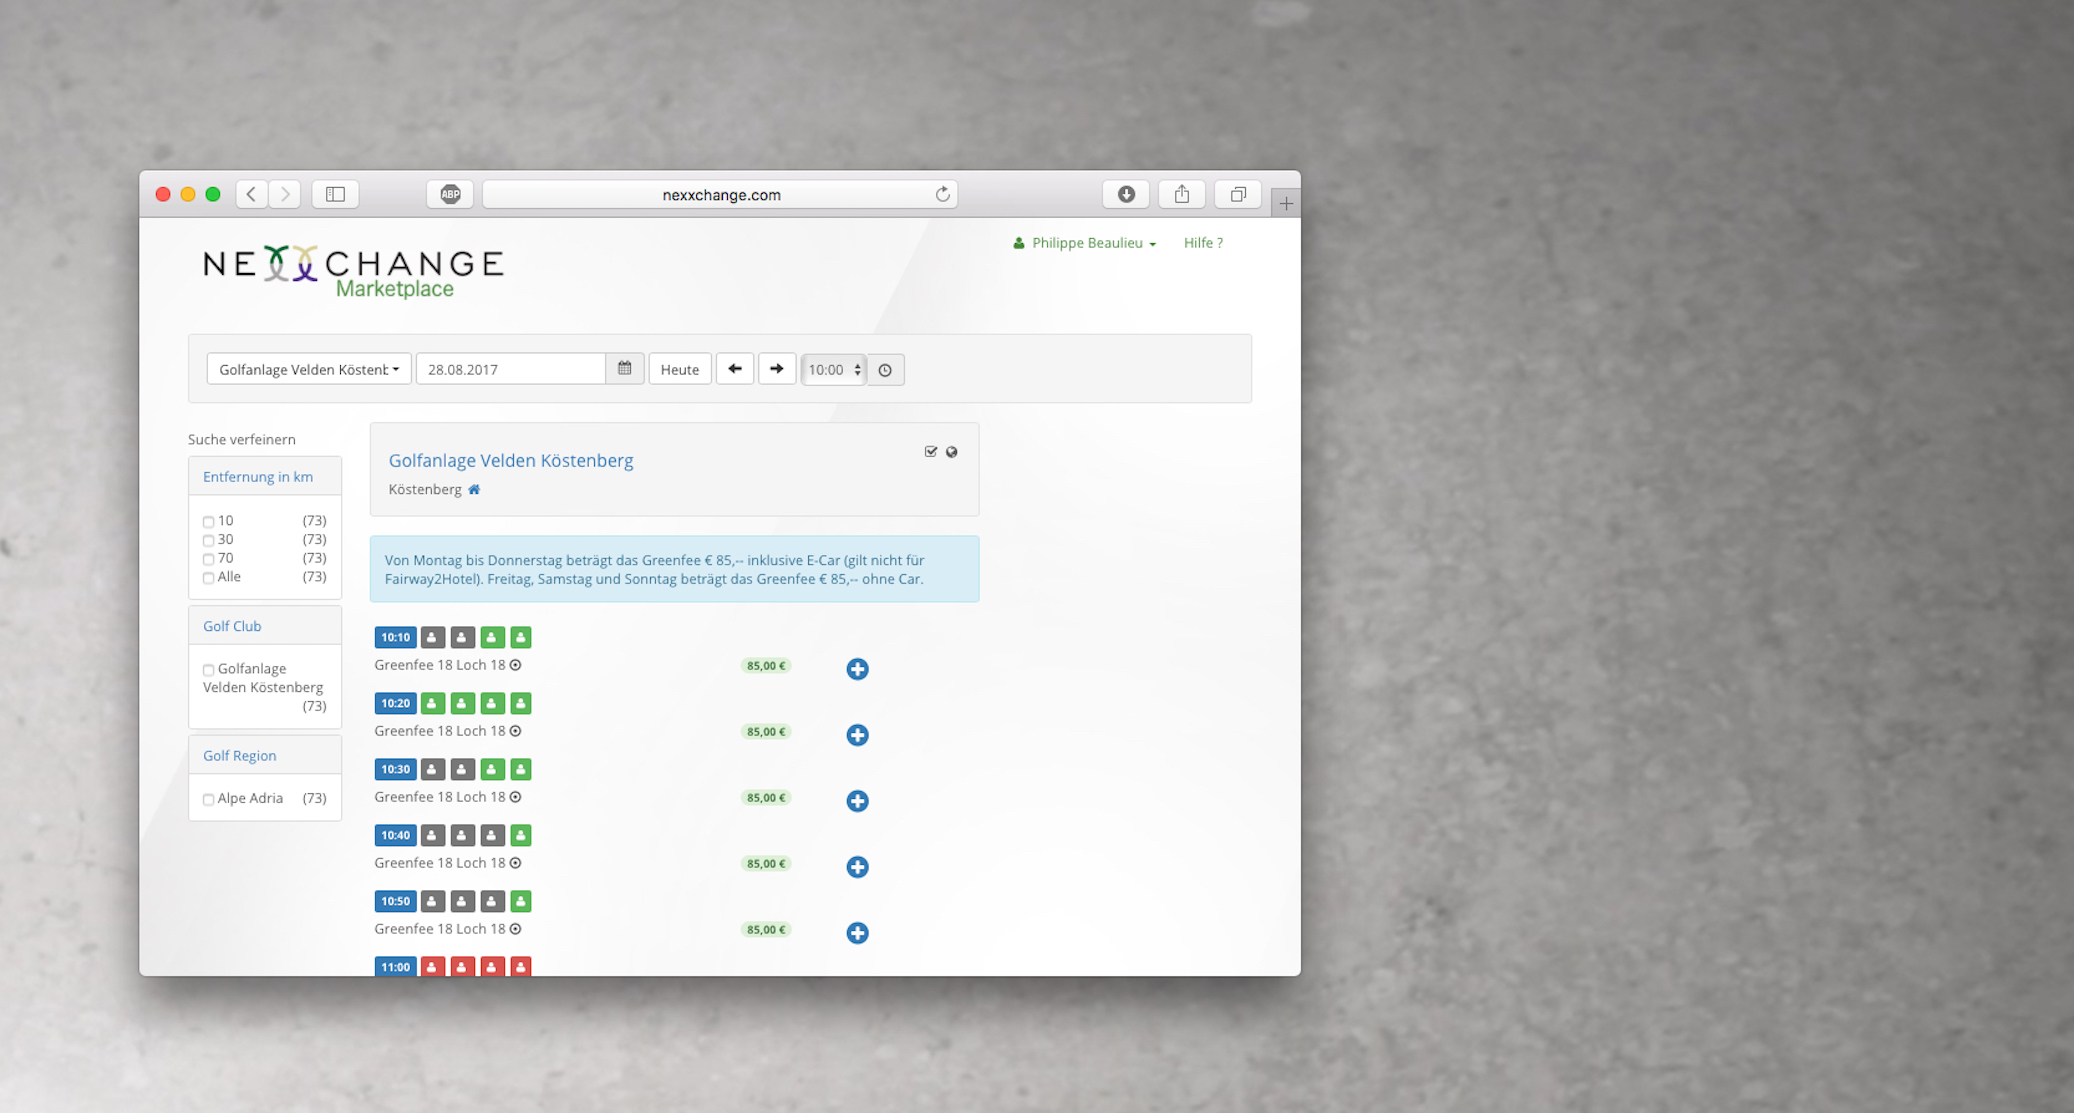 ABP
nexxchange.com
NEXXCHANGE
Marketplace
Philippe Beaulieu
Hilfe ?
Golfanlage Velden Köstenb
28.08.2017
Heute
10:00
Suche verfeinern
Entfernung in km
10 (73)
30 (73)
70 (73)
Alle (73)
Golf Club
Golfanlage
Velden Köstenberg
(73)
Golf Region
Alpe Adria (73)
Golfanlage Velden Köstenberg
Köstenberg
Von Montag bis Donnerstag beträgt das Greenfee € 85,-- inklusive E-Car (gilt nicht für
Fairway2Hotel). Freitag, Samstag und Sonntag beträgt das Greenfee € 85,-- ohne Car.
10:10
Greenfee 18 Loch 18 85,00 €
10:20
Greenfee 18 Loch 18 85,00 €
10:30
Greenfee 18 Loch 18 85,00 €
10:40
Greenfee 18 Loch 18 85,00 €
10:50
Greenfee 18 Loch 18 85,00 €
11:00